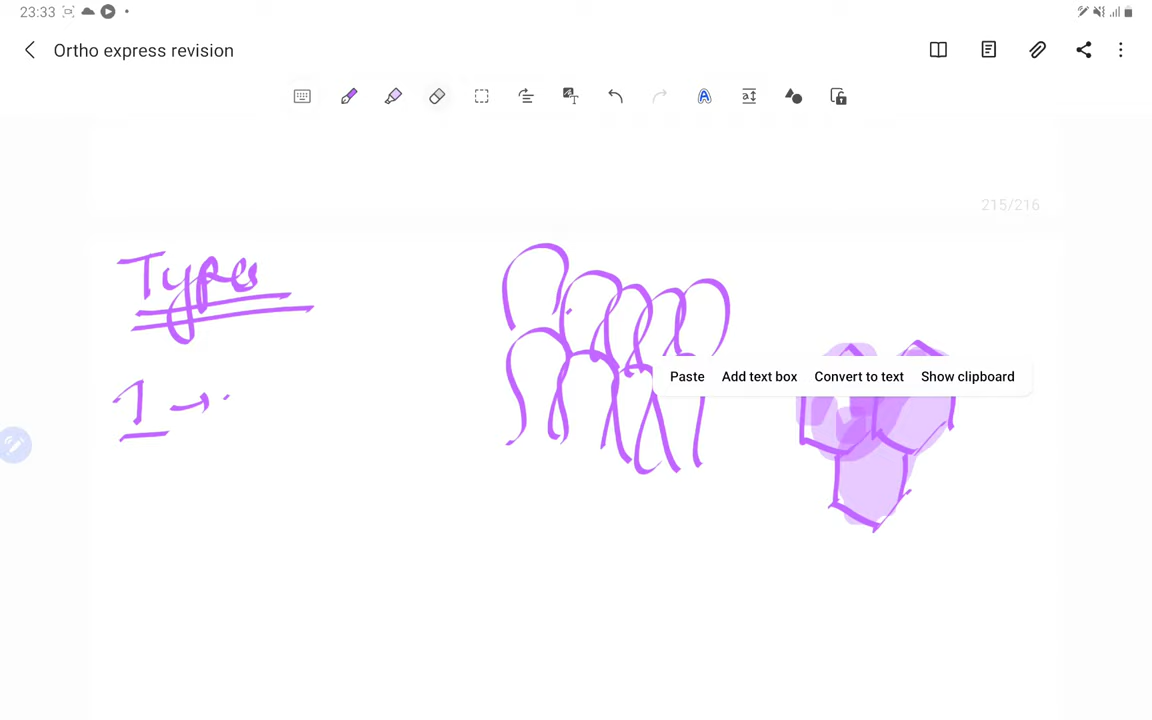 23:33
Ortho express revision
215/216
Types
1 →
Paste Add text box Convert to text Show clipboard